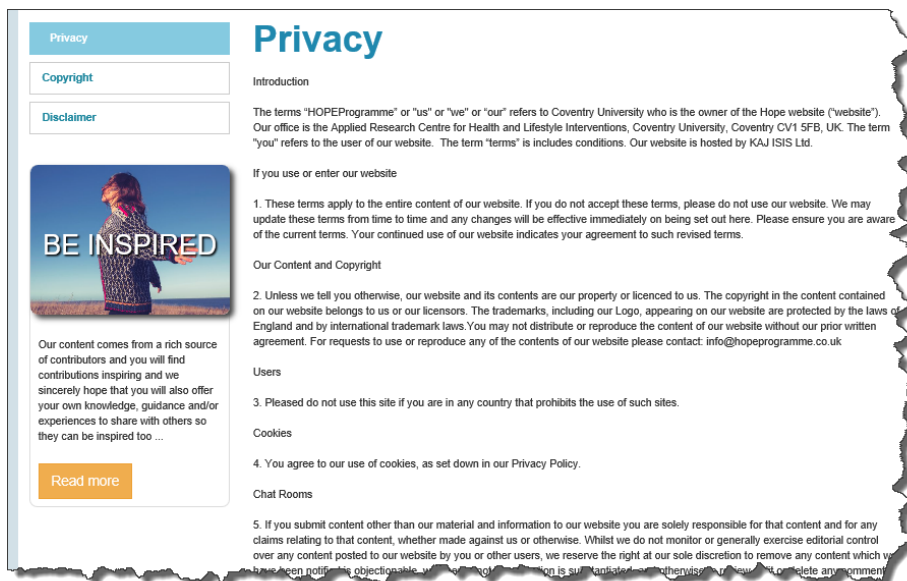 Privacy
Copyright
Disclaimer
BE INSPIRED
Our content comes from a rich source
of contributors and you will find
contributions inspiring and we
sincerely hope that you will also offer
your own knowledge, guidance and/or
experiences to share with others so
they can be inspired too ...
Read more
Privacy
Introduction
The terms “HOPEProgramme” or "us" or "we" or “our” refers to Coventry University who is the owner of the Hope website (“website”).
Our office is the Applied Research Centre for Health and Lifestyle Interventions, Coventry University, Coventry CV1 5FB, UK. The term
"you" refers to the user of our website.  The term “terms” is includes conditions. Our website is hosted by KAJ ISIS Ltd.
If you use or enter our website
1. These terms apply to the entire content of our website. If you do not accept these terms, please do not use our website. We may
update these terms from time to time and any changes will be effective immediately on being set out here. Please ensure you are aware
of the current terms. Your continued use of our website indicates your agreement to such revised terms.
Our Content and Copyright
2. Unless we tell you otherwise, our website and its contents are our property or licenced to us. The copyright in the content contained
on our website belongs to us or our licensors. The trademarks, including our Logo, appearing on our website are protected by the laws of
England and by international trademark laws.You may not distribute or reproduce the content of our website without our prior written
agreement. For requests to use or reproduce any of the contents of our website please contact: info@hopeprogramme.co.uk
Users
3. Pleased do not use this site if you are in any country that prohibits the use of such sites.
Cookies
4. You agree to our use of cookies, as set down in our Privacy Policy.
Chat Rooms
5. If you submit content other than our material and information to our website you are solely responsible for that content and for any
claims relating to that content, whether made against us or otherwise. Whilst we do not monitor or generally exercise editorial control
over any content posted to our website by you or other users, we reserve the right at our sole discretion to remove any content which
have been notified is objectionable, is substantiated, otherwise review delete any comment